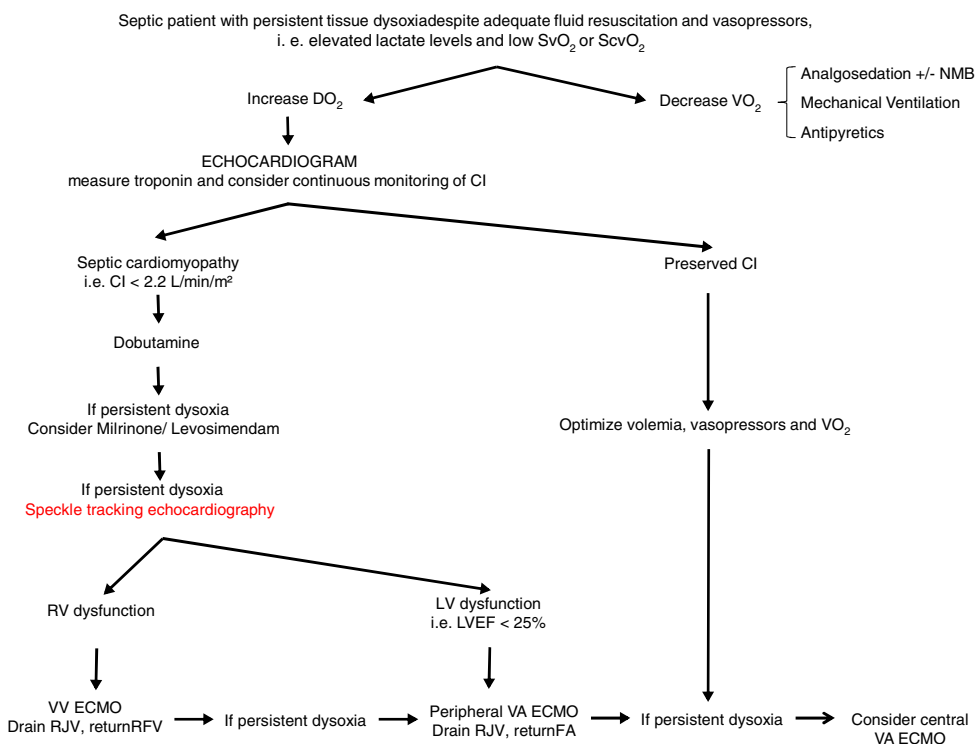 Septic patient with persistent tissue dysoxiadespite adequate fluid resuscitation and vasopressors,
i. e. elevated lactate levels and low SvO₂ or ScvO₂
Increase DO₂
Decrease VO₂
Analgosedation +/- NMB
Mechanical Ventilation
Antipyretics
ECHOCARDIOGRAM
measure troponin and consider continuous monitoring of CI
Septic cardiomyopathy
i.e. CI < 2.2 L/min/m²
Preserved CI
Dobutamine
If persistent dysoxia
Consider Milrinone/ Levosimendam
Optimize volemia, vasopressors and VO₂
If persistent dysoxia
Speckle tracking echocardiography
RV dysfunction
LV dysfunction
i.e. LVEF < 25%
VV ECMO
Drain RJV, returnRFV
If persistent dysoxia
Peripheral VA ECMO
Drain RJV, returnFA
If persistent dysoxia
Consider central
VA ECMO